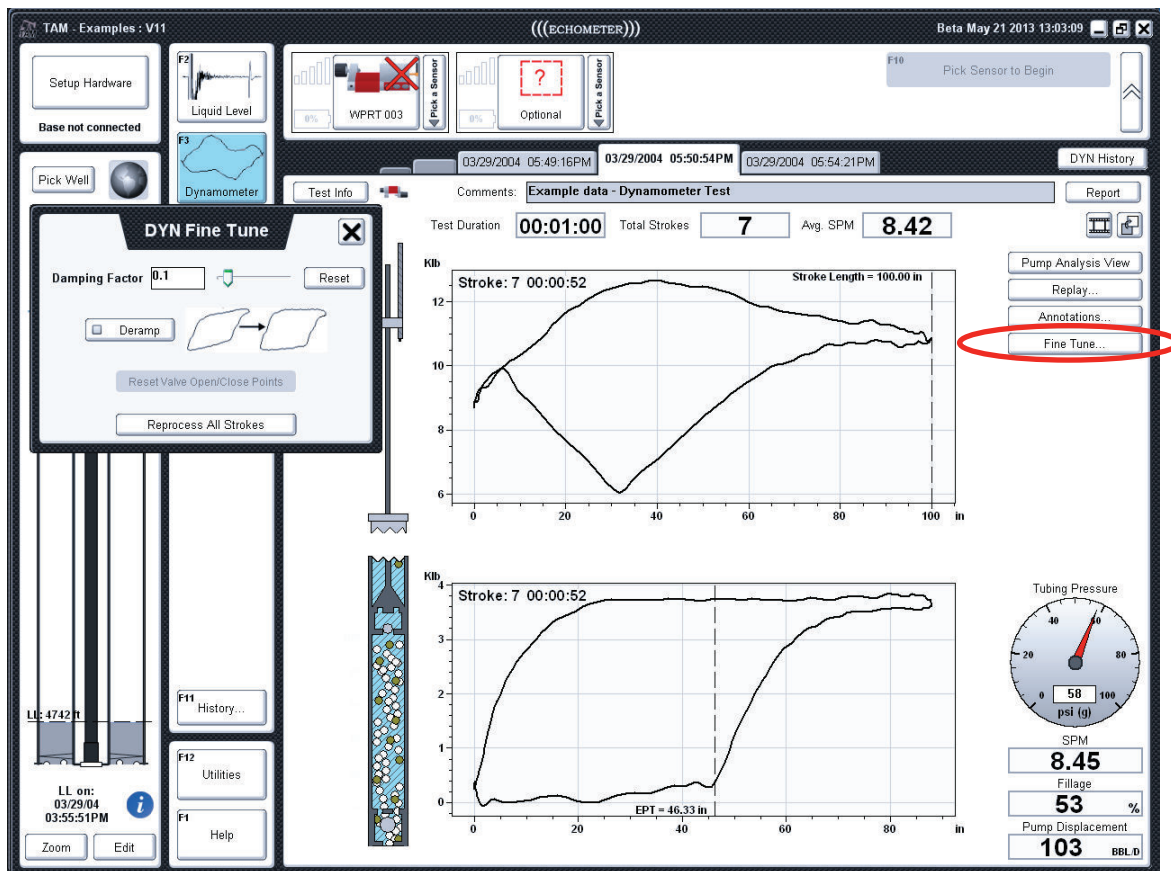 TAM - Examples : V11
(((ECHOMETER)))
Beta May 21 2013 13:03:09
Setup Hardware
Base not connected
F2
Liquid Level
0%
WPRT 003
Pick a Sensor
0%
?
Optional
Pick a Sensor
F10
Pick Sensor to Begin
Pick Well
F3
Dynamometer
03/29/2004 05:49:16PM
03/29/2004 05:50:54PM
03/29/2004 05:54:21PM
DYN History
Test Info
Comments:
Example data - Dynamometer Test
Report
Test Duration
00:01:00
Total Strokes
7
Avg. SPM
8.42
DYN Fine Tune
Damping Factor
0.1
Reset
Deramp
Reset Valve Open/Close Points
Reprocess All Strokes
Pump Analysis View
Replay...
Annotations...
Fine Tune...
Klb
Stroke: 7 00:00:52
Stroke Length = 100.00 in
12
10
8
6
0 20 40 60 80 100 in
Klb
Stroke: 7 00:00:52
4
3
2
1
0
EPT = 46.33 in
0 20 40 60 80 in
Tubing Pressure
0 20 40 60 80 100
58
psi (g)
SPM
8.45
Fillage
53 %
Pump Displacement
103 BBL/D
F11
History...
F12
Utilities
F1
Help
LL: 4742 ft
LL on:
03/29/04
03:55:51PM
i
Zoom
Edit